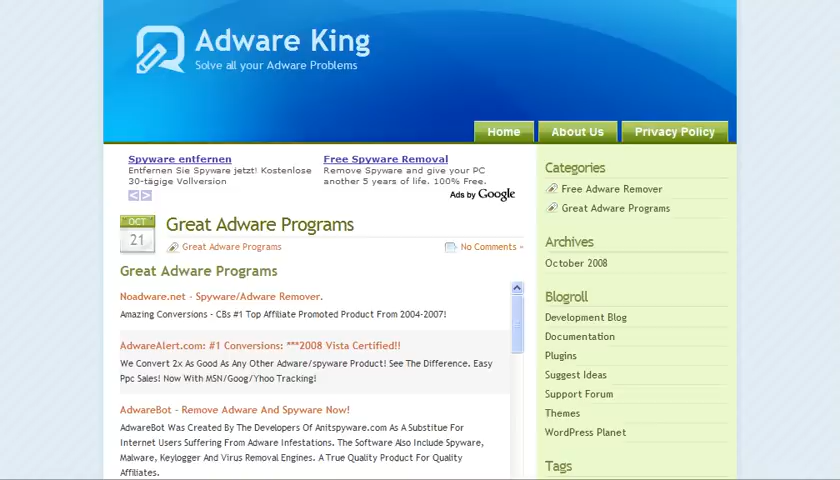 Adware King
Solve all your Adware Problems
Home
About Us
Privacy Policy
Spyware entfernen
Entfernen Sie Spyware jetzt! Kostenlose
30-tägige Vollversion
Free Spyware Removal
Remove Spyware and give your PC
another 5 years of life. 100% Free.
Ads by Google
OCT
21
Great Adware Programs
Great Adware Programs
No Comments »
Great Adware Programs
Noadware.net - Spyware/Adware Remover.
Amazing Conversions - CBs #1 Top Affiliate Promoted Product From 2004-2007!
AdwareAlert.com: #1 Conversions: ***2008 Vista Certified!!
We Convert 2x As Good As Any Other Adware/spyware Product! See The Difference. Easy
Ppc Sales! Now With MSN/Goog/Yhoo Tracking!
AdwareBot - Remove Adware And Spyware Now!
AdwareBot Was Created By The Developers Of Anitspyware.com As A Substitue For
Internet Users Suffering From Adware Infestations. The Software Also Include Spyware,
Malware, Keylogger And Virus Removal Engines. A True Quality Product For Quality
Affiliates.
Categories
Free Adware Remover
Great Adware Programs
Archives
October 2008
Blogroll
Development Blog
Documentation
Plugins
Suggest Ideas
Support Forum
Themes
WordPress Planet
Tags